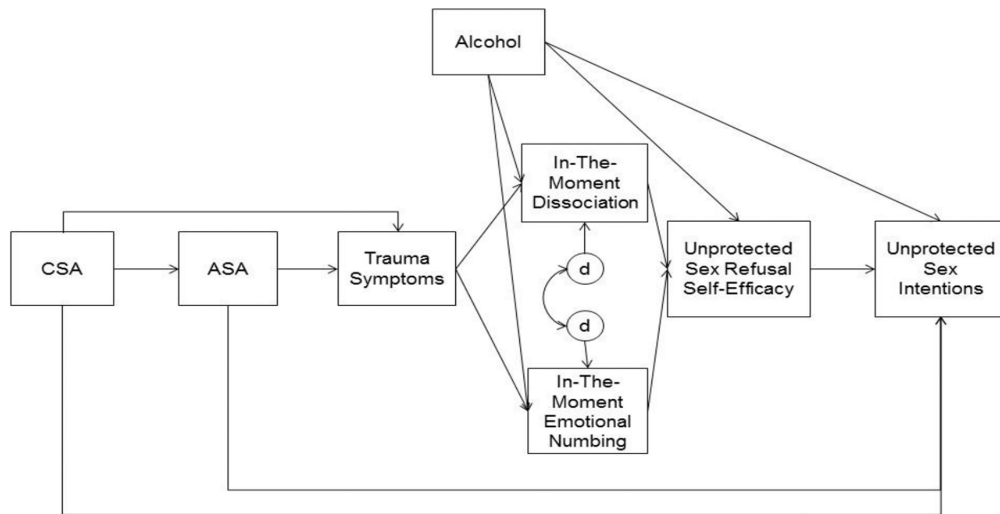 Alcohol
In-The-
Moment
Dissociation
CSA
ASA
Trauma
Symptoms
d
d
Unprotected
Sex Refusal
Self-Efficacy
Unprotected
Sex
Intentions
In-The-
Moment
Emotional
Numbing